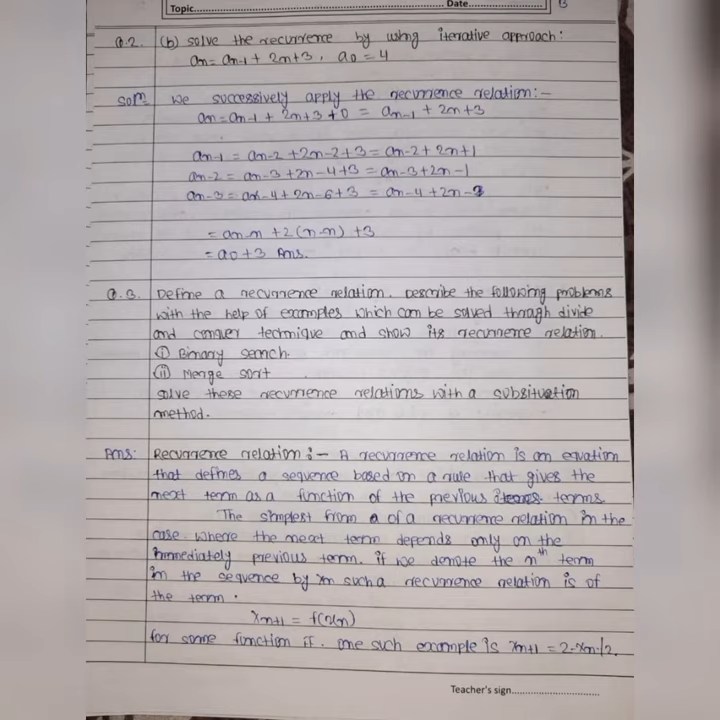 Topic Date
Q.2. (b) solve the recurrence by using iterative approach:
an = an-1 + 2n+3, a0 = 4
Soln we successively apply the recurrence relation:-
an = an-1 + 2n+3+0 = an-1 + 2n+3
an-1 = an-2 + 2n-2+3 = an-2 + 2n+1
an-2 = an-3 + 2n-4+3 = an-3 + 2n-1
an-3 = an-4 + 2n-6+3 = an-4 + 2n-3
= an-n + 2(n-n) + 3
= a0+3 Ans.
Q.3. Define a recurrence relation. Describe the following problems
with the help of examples which can be solved through divide
and conquer technique and show its recurrence relation.
(i) Binary search.
(ii) Merge sort
solve these recurrence relations with a subsituation
method.
Ans: Recurrence relation:- A recurrence relation is an equation
that defines a sequence based on a rule that gives the
next term as a function of the previous terms
The simplest from of a recurrence relation in the
case where the next term depends only on the
immediately previous term. if we denote the nth term
in the sequence by xn such a recurrence relation is of
the term.
xn+1 = f(xn)
for some function ff. one such example is xn+1 = 2-xn/2.
Teacher's sign